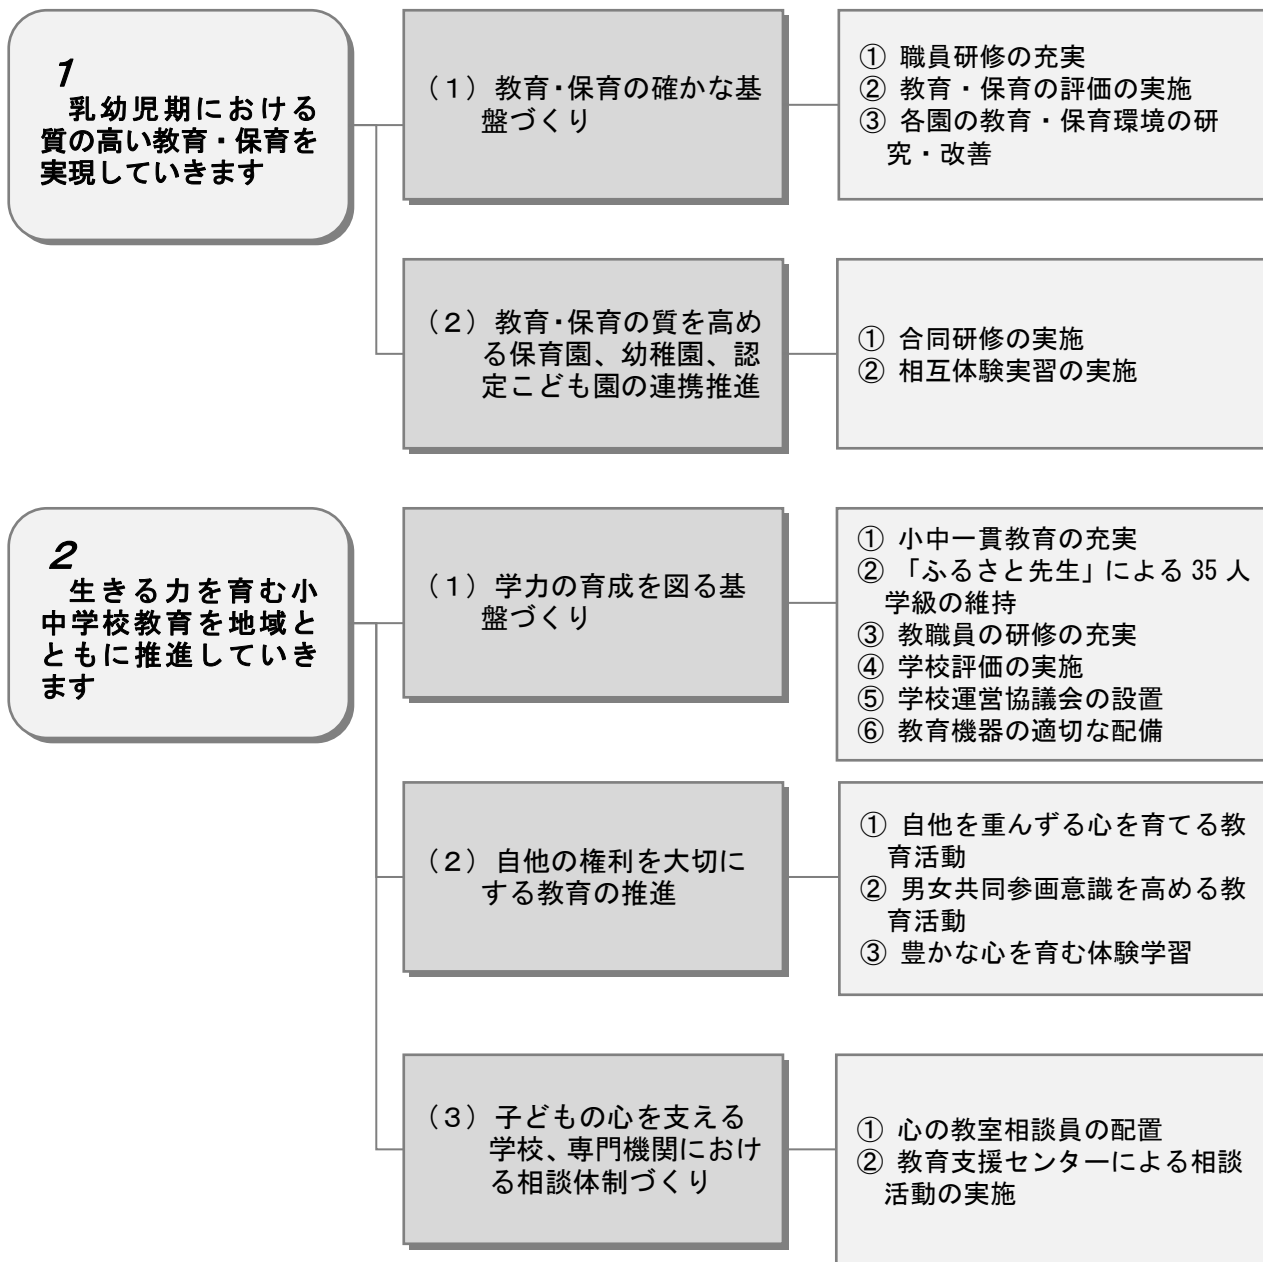 1
乳幼児期における
質の高い教育・保育を
実現していきます
（1）教育・保育の確かな基
盤づくり
① 職員研修の充実
② 教育・保育の評価の実施
③ 各園の教育・保育環境の研
究・改善
（2）教育・保育の質を高め
る保育園、幼稚園、認
定こども園の連携推進
① 合同研修の実施
② 相互体験実習の実施
2
生きる力を育む小
中学校教育を地域と
ともに推進していき
ます
（1）学力の育成を図る基
盤づくり
① 小中一貫教育の充実
② 「ふるさと先生」による 35 人
学級の維持
③ 教職員の研修の充実
④ 学校評価の実施
⑤ 学校運営協議会の設置
⑥ 教育機器の適切な配備
（2）自他の権利を大切に
する教育の推進
① 自他を重んずる心を育てる教
育活動
② 男女共同参画意識を高める教
育活動
③ 豊かな心を育む体験学習
（3）子どもの心を支える
学校、専門機関におけ
る相談体制づくり
① 心の教室相談員の配置
② 教育支援センターによる相談
活動の実施